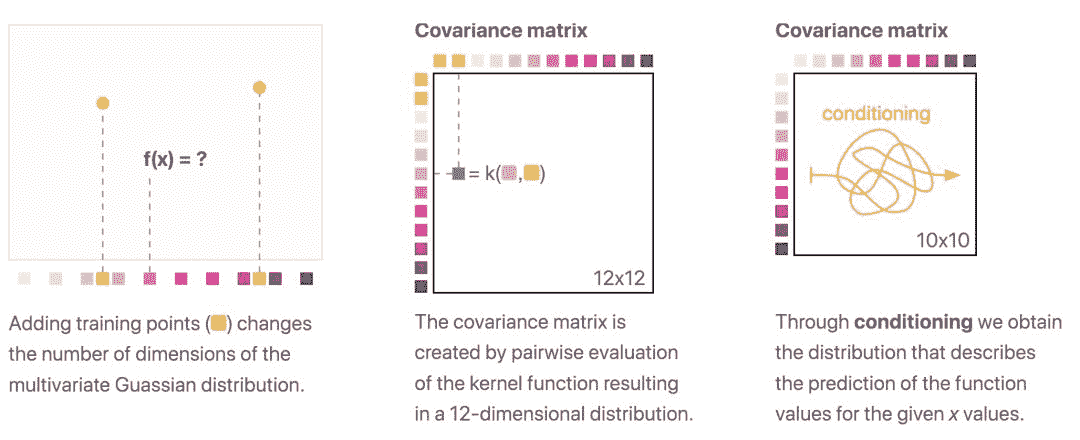 f(x) = ?
Adding training points ( ) changes
the number of dimensions of the
multivariate Guassian distribution.
Covariance matrix
= k( , )
12x12
The covariance matrix is
created by pairwise evaluation
of the kernel function resulting
in a 12-dimensional distribution.
Covariance matrix
conditioning
10x10
Through conditioning we obtain
the distribution that describes
the prediction of the function
values for the given x values.